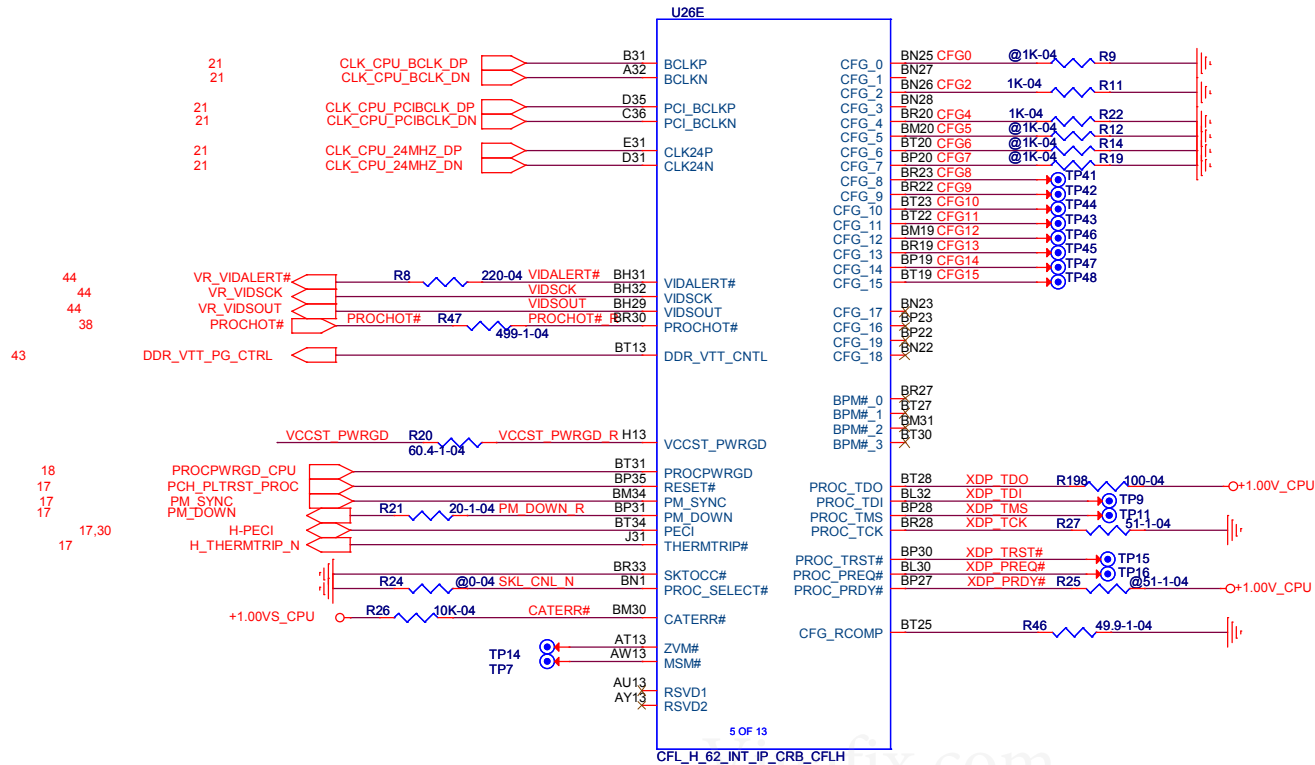 U26E
21 CLK_CPU_BCLK_DP B31 BCLKP
21 CLK_CPU_BCLK_DN A32 BCLKN
21 CLK_CPU_PCIBCLK_DP D35 PCI_BCLKP
21 CLK_CPU_PCIBCLK_DN C36 PCI_BCLKN
21 CLK_CPU_24MHZ_DP E31 CLK24P
21 CLK_CPU_24MHZ_DN D31 CLK24N
44 VR_VIDALERT# R8 220-04 VIDALERT# BH31 VIDALERT#
44 VR_VIDSCK VIDSCK BH32 VIDSCK
44 VR_VIDSOUT VIDSOUT BH29 VIDSOUT
38 PROCHOT# PROCHOT# R47 499-1-04 PROCHOT#_R BR30 PROCHOT#
43 DDR_VTT_PG_CTRL BT13 DDR_VTT_CNTL
VCCST_PWRGD R20 60.4-1-04 VCCST_PWRGD_R H13 VCCST_PWRGD
18 PROCPWRGD_CPU BT31 PROCPWRGD
17 PCH_PLTRST_PROC BP35 RESET#
17 PM_SYNC BM34 PM_SYNC
17 PM_DOWN R21 20-1-04 PM_DOWN_R BP31 PM_DOWN
17,30 H-PECI BT34 PECI
17 H_THERMTRIP_N J31 THERMTRIP#
BR33 SKTOCC#
R24 @0-04 SKL_CNL_N BN1 PROC_SELECT#
+1.00VS_CPU R26 10K-04 CATERR# BM30 CATERR#
TP14 AT13 ZVM#
TP7 AW13 MSM#
AU13 RSVD1
AY13 RSVD2
CFG_0 BN25 CFG0 @1K-04 R9
CFG_1 BN27
CFG_2 BN26 CFG2 1K-04 R11
CFG_3 BN28
CFG_4 BR20 CFG4 1K-04 R22
CFG_5 BM20 CFG5 @1K-04 R12
CFG_6 BT20 CFG6 @1K-04 R14
CFG_7 BP20 CFG7 @1K-04 R19
CFG_8 BR23 CFG8 TP41
CFG_9 BR22 CFG9 TP42
CFG_10 BT23 CFG10 TP44
CFG_11 BT22 CFG11 TP43
CFG_12 BM19 CFG12 TP46
CFG_13 BR19 CFG13 TP45
CFG_14 BP19 CFG14 TP47
CFG_15 BT19 CFG15 TP48
CFG_17 BN23
CFG_16 BP23
CFG_19 BP22
CFG_18 BN22
BPM#_0 BR27
BPM#_1 BT27
BPM#_2 BM31
BPM#_3 BT30
PROC_TDO BT28 XDP_TDO R198 100-04 +1.00V_CPU
PROC_TDI BL32 XDP_TDI TP9
PROC_TMS BP28 XDP_TMS TP11
PROC_TCK BR28 XDP_TCK R27 51-1-04
PROC_TRST# BP30 XDP_TRST# TP15
PROC_PREQ# BL30 XDP_PREQ# TP16
PROC_PRDY# BP27 XDP_PRDY# R25 @51-1-04 +1.00V_CPU
CFG_RCOMP BT25 R46 49.9-1-04
5 OF 13
CFL_H_62_INT_IP_CRB_CFLH